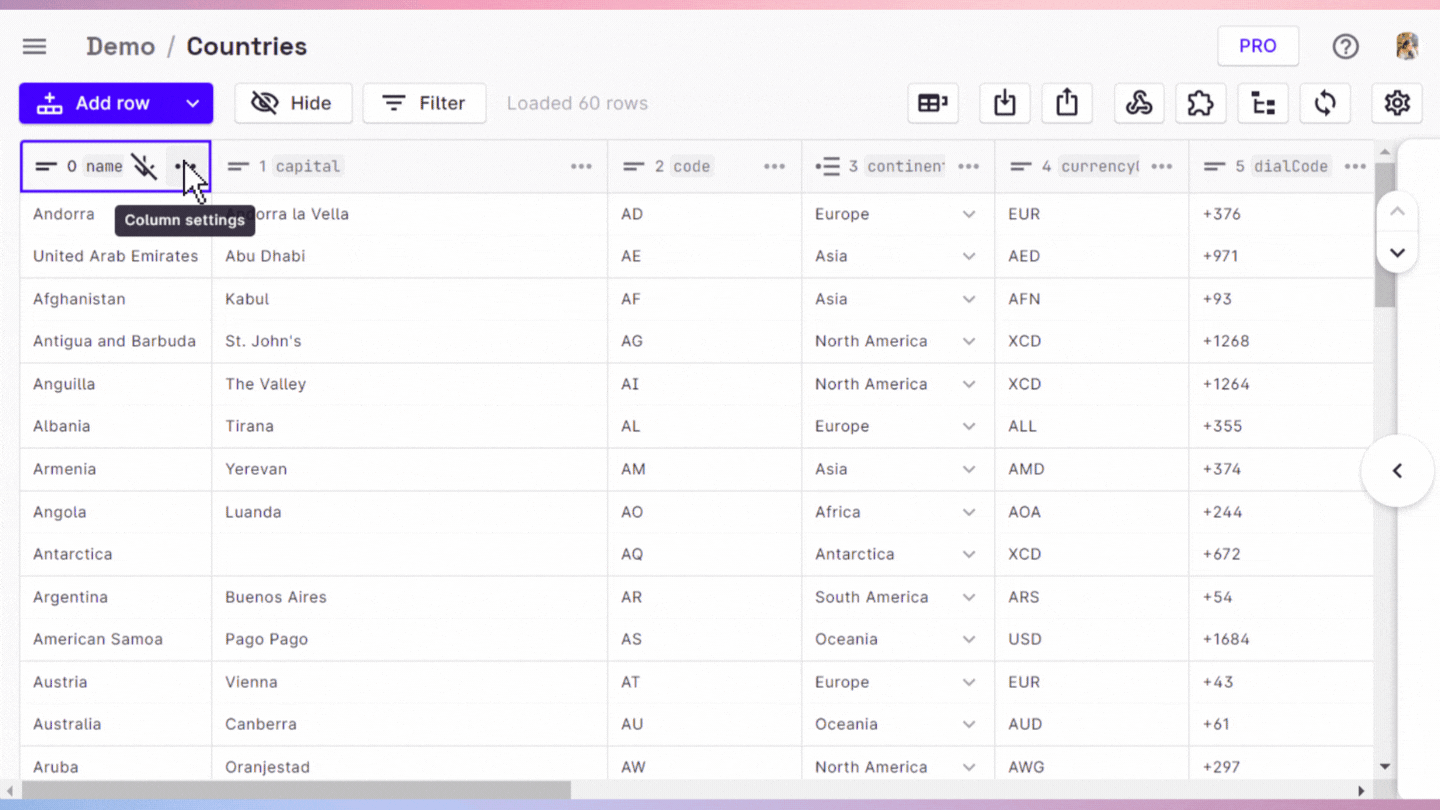 Demo / Countries PRO
Add row Hide Filter Loaded 60 rows
0 name 1 capital 2 code 3 continen 4 currency 5 dialCode
Andorra orra la Vella AD Europe EUR +376
Column settings
United Arab Emirates Abu Dhabi AE Asia AED +971
Afghanistan Kabul AF Asia AFN +93
Antigua and Barbuda St. John's AG North America XCD +1268
Anguilla The Valley AI North America XCD +1264
Albania Tirana AL Europe ALL +355
Armenia Yerevan AM Asia AMD +374
Angola Luanda AO Africa AOA +244
Antarctica AQ Antarctica XCD +672
Argentina Buenos Aires AR South America ARS +54
American Samoa Pago Pago AS Oceania USD +1684
Austria Vienna AT Europe EUR +43
Australia Canberra AU Oceania AUD +61
Aruba Oranjestad AW North America AWG +297